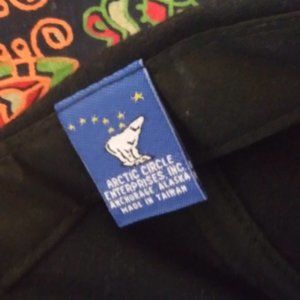 ARCTIC CIRCLE
ENTERPRISES, INC.
ANCHORAGE ALASKA
MADE IN TAIWAN